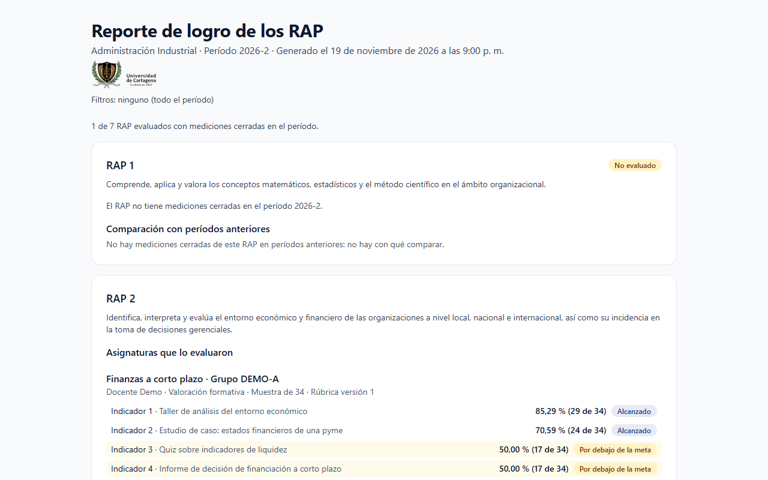 Reporte de logro de los RAP
Administración Industrial · Período 2026-2 · Generado el 19 de noviembre de 2026 a las 9:00 p. m.
Universidad
de Cartagena
Filtros: ninguno (todo el período)
1 de 7 RAP evaluados con mediciones cerradas en el período.
RAP 1
No evaluado
Comprende, aplica y valora los conceptos matemáticos, estadísticos y el método científico en el ámbito organizacional.
El RAP no tiene mediciones cerradas en el período 2026-2.
Comparación con períodos anteriores
No hay mediciones cerradas de este RAP en períodos anteriores: no hay con qué comparar.
RAP 2
Identifica, interpreta y evalúa el entorno económico y financiero de las organizaciones a nivel local, nacional e internacional, así como su incidencia en
la toma de decisiones gerenciales.
Asignaturas que lo evaluaron
Finanzas a corto plazo · Grupo DEMO-A
Docente Demo · Valoración formativa · Muestra de 34 · Rúbrica versión 1
Indicador 1 · Taller de análisis del entorno económico 85,29 % (29 de 34) Alcanzado
Indicador 2 · Estudio de caso: estados financieros de una pyme 70,59 % (24 de 34) Alcanzado
Indicador 3 · Quiz sobre indicadores de liquidez 50,00 % (17 de 34) Por debajo de la meta
Indicador 4 · Informe de decisión de financiación a corto plazo 50,00 % (17 de 34) Por debajo de la meta